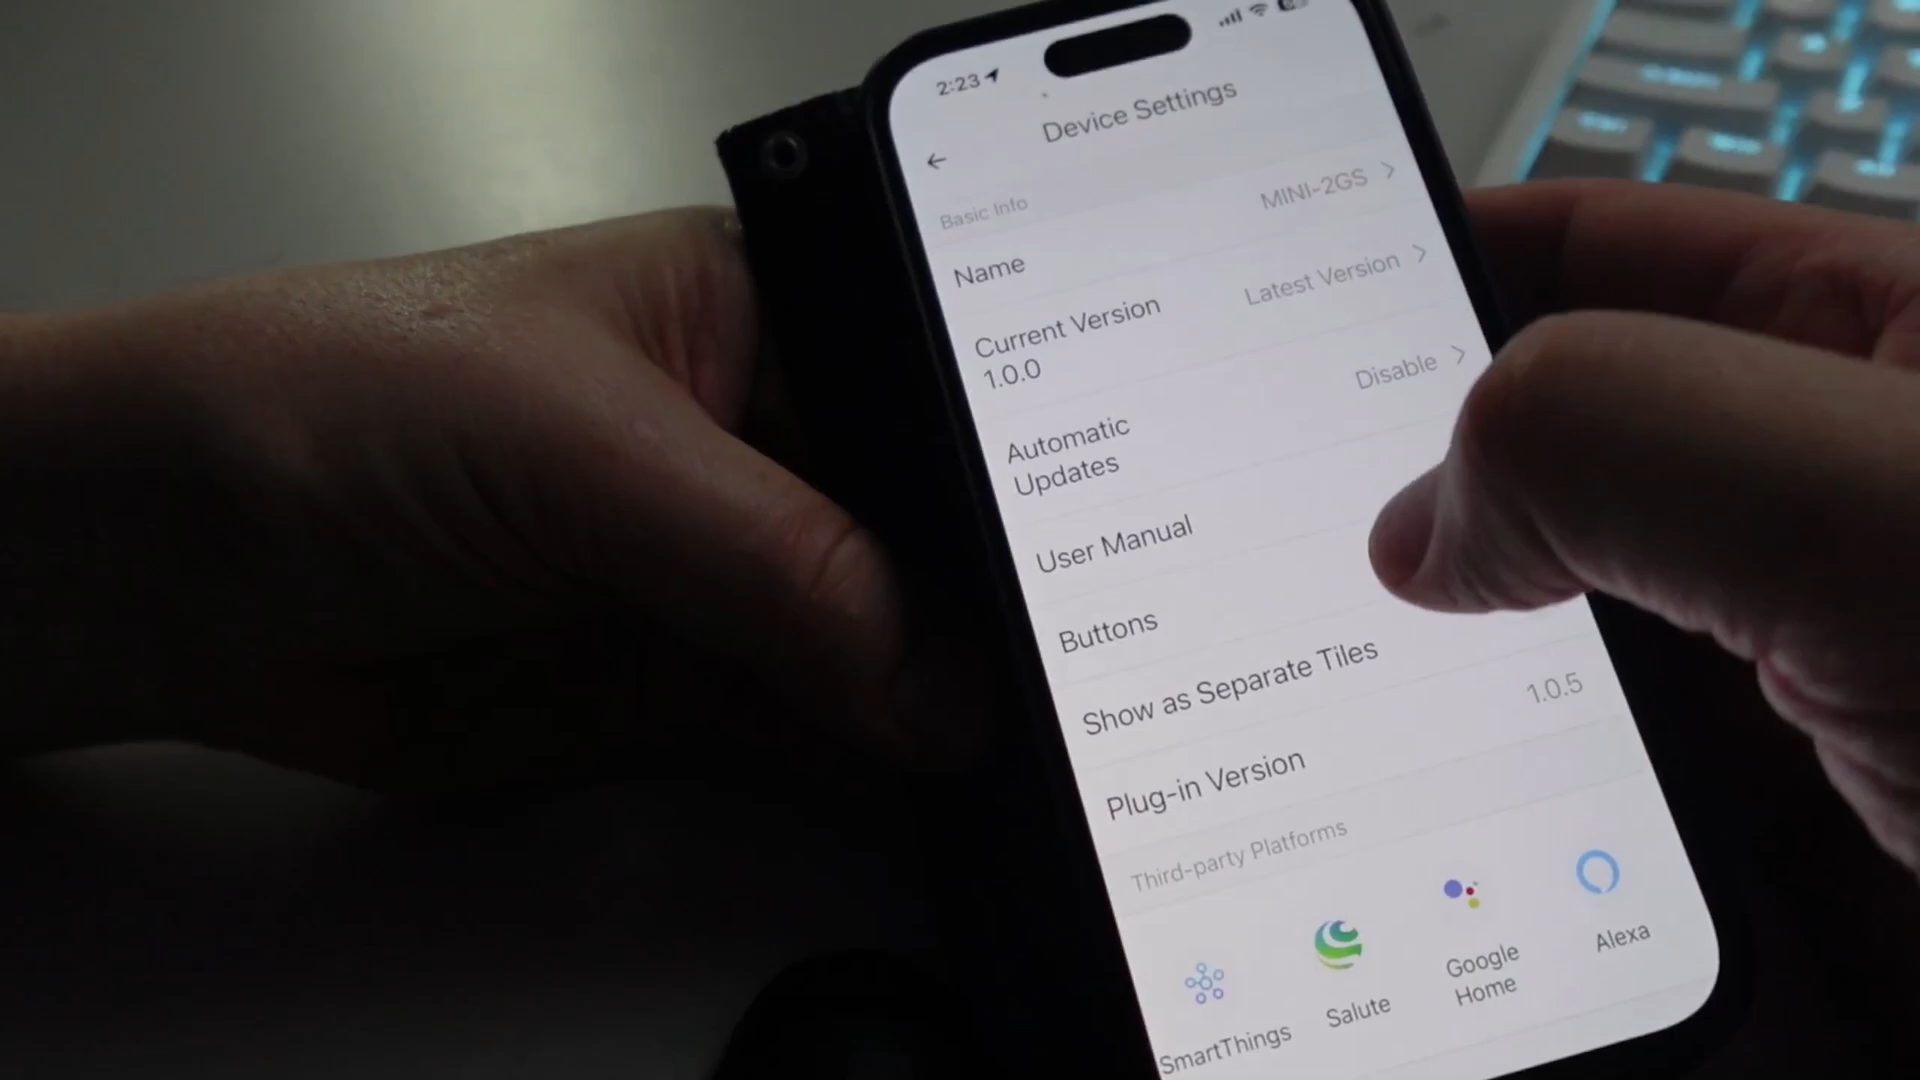 2:23
Device Settings
Basic Info
Name
MINI-2GS
Current Version
1.0.0
Latest Version
Automatic
Updates
Disable
User Manual
Buttons
Show as Separate Tiles
Plug-in Version
1.0.5
Third-party Platforms
SmartThings
Salute
Google
Home
Alexa